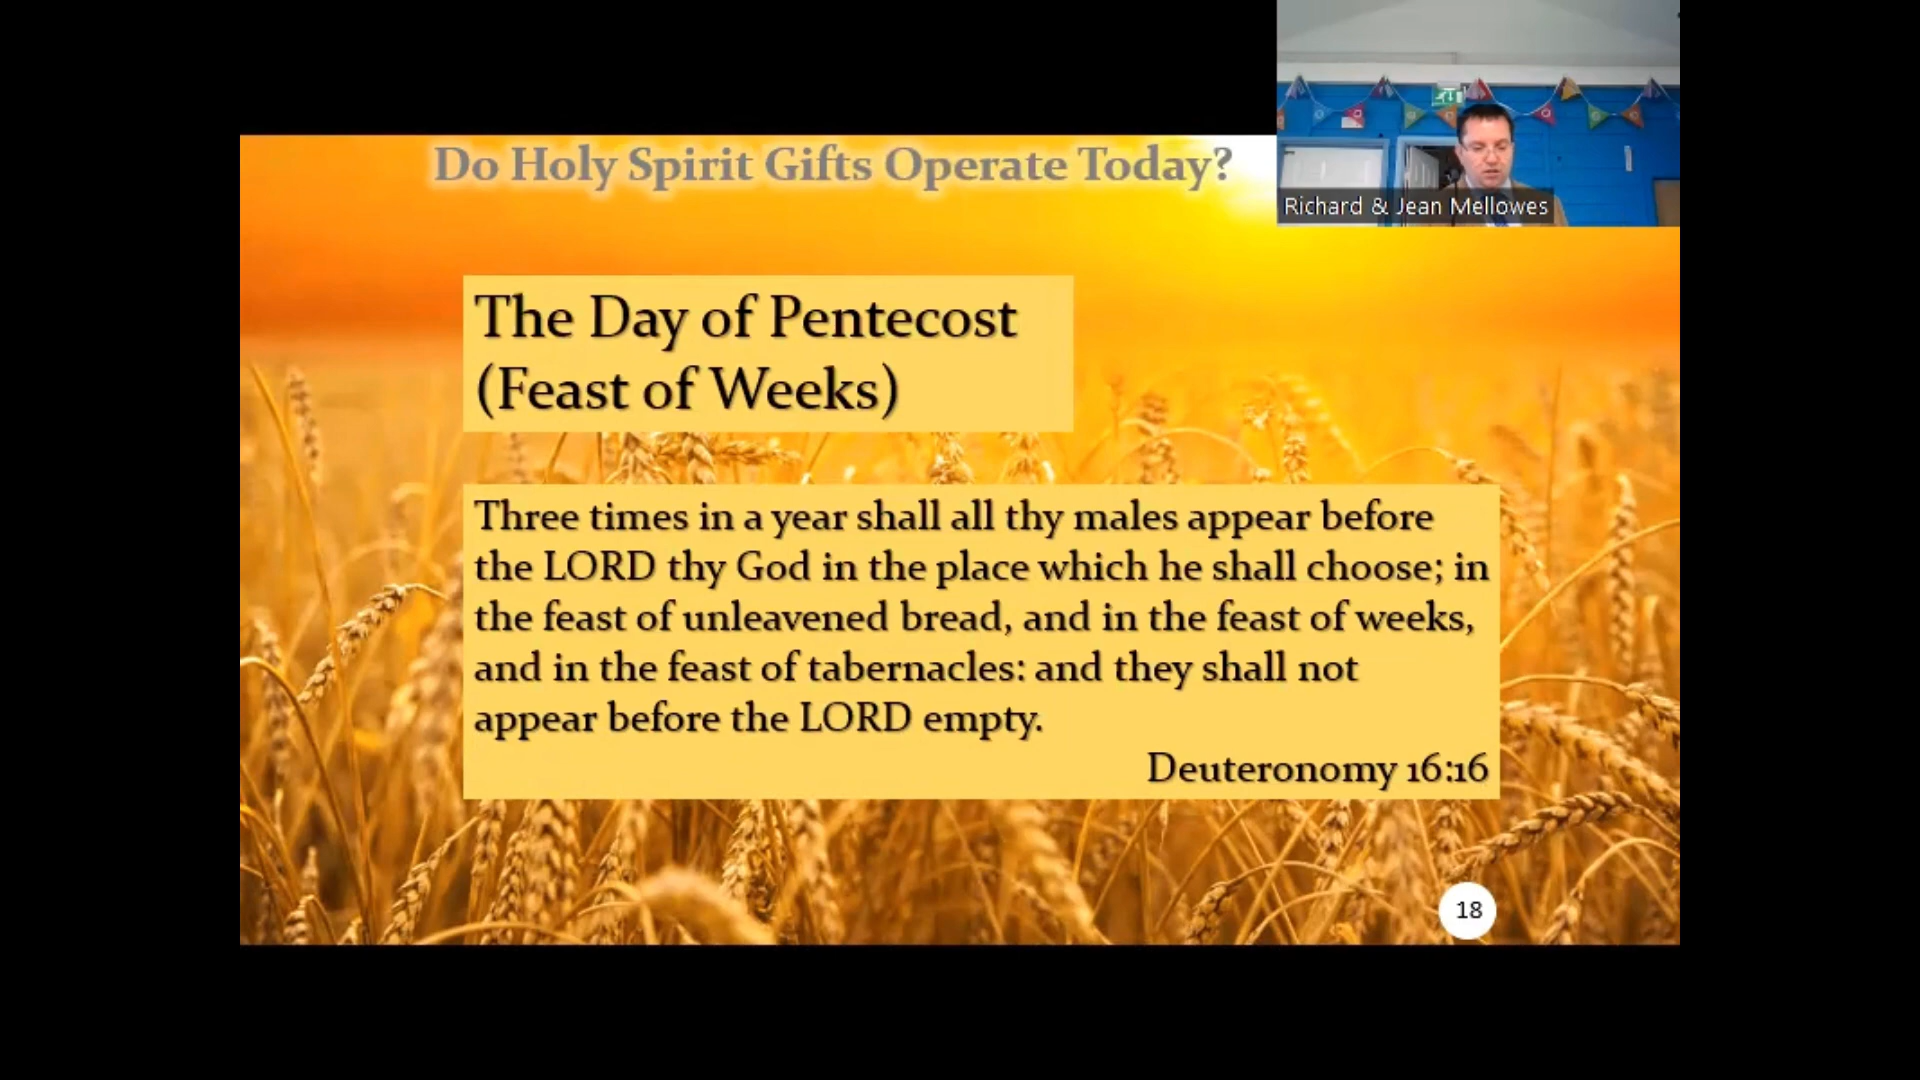 Do Holy Spirit Gifts Operate Today?
Richard & Jean Mellowes
The Day of Pentecost
(Feast of Weeks)
Three times in a year shall all thy males appear before
the LORD thy God in the place which he shall choose; in
the feast of unleavened bread, and in the feast of weeks,
and in the feast of tabernacles: and they shall not
appear before the LORD empty.
Deuteronomy 16:16
18